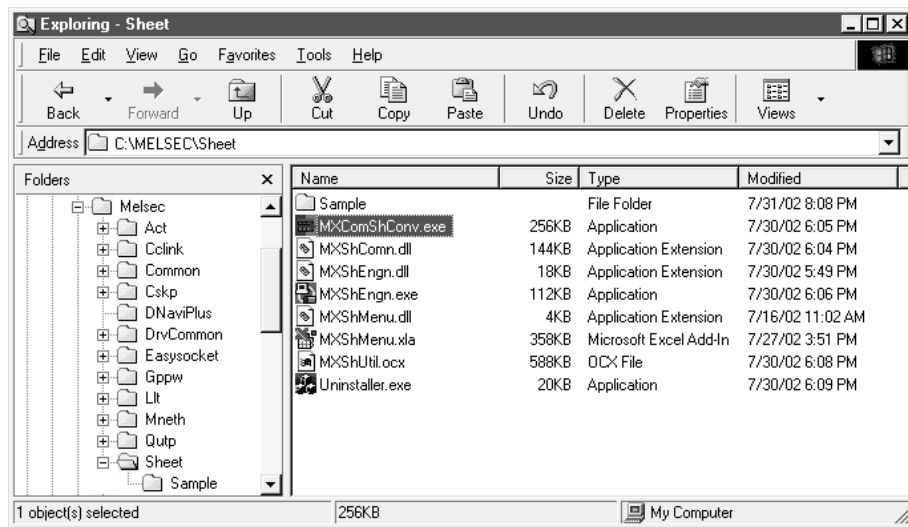 Exploring - Sheet
File Edit View Go Favorites Tools Help
Back Forward Up Cut Copy Paste Undo Delete Properties Views
Address C:\MELSEC\Sheet
Folders
Melsec
Act
Cclink
Common
Cskp
DNaviPlus
DrvCommon
Easysocket
Gppw
Llt
Mneth
Qutp
Sheet
Sample
Name Size Type Modified
Sample File Folder 7/31/02 8:08 PM
MXComShConv.exe 256KB Application 7/30/02 6:05 PM
MXShComn.dll 144KB Application Extension 7/30/02 6:04 PM
MXShEngn.dll 18KB Application Extension 7/30/02 5:49 PM
MXShEngn.exe 112KB Application 7/30/02 6:06 PM
MXShMenu.dll 4KB Application Extension 7/16/02 11:02 AM
MXShMenu.xla 358KB Microsoft Excel Add-In 7/27/02 3:51 PM
MXShUtil.ocx 588KB OCX File 7/30/02 6:08 PM
Uninstaller.exe 20KB Application 7/30/02 6:09 PM
1 object(s) selected 256KB My Computer